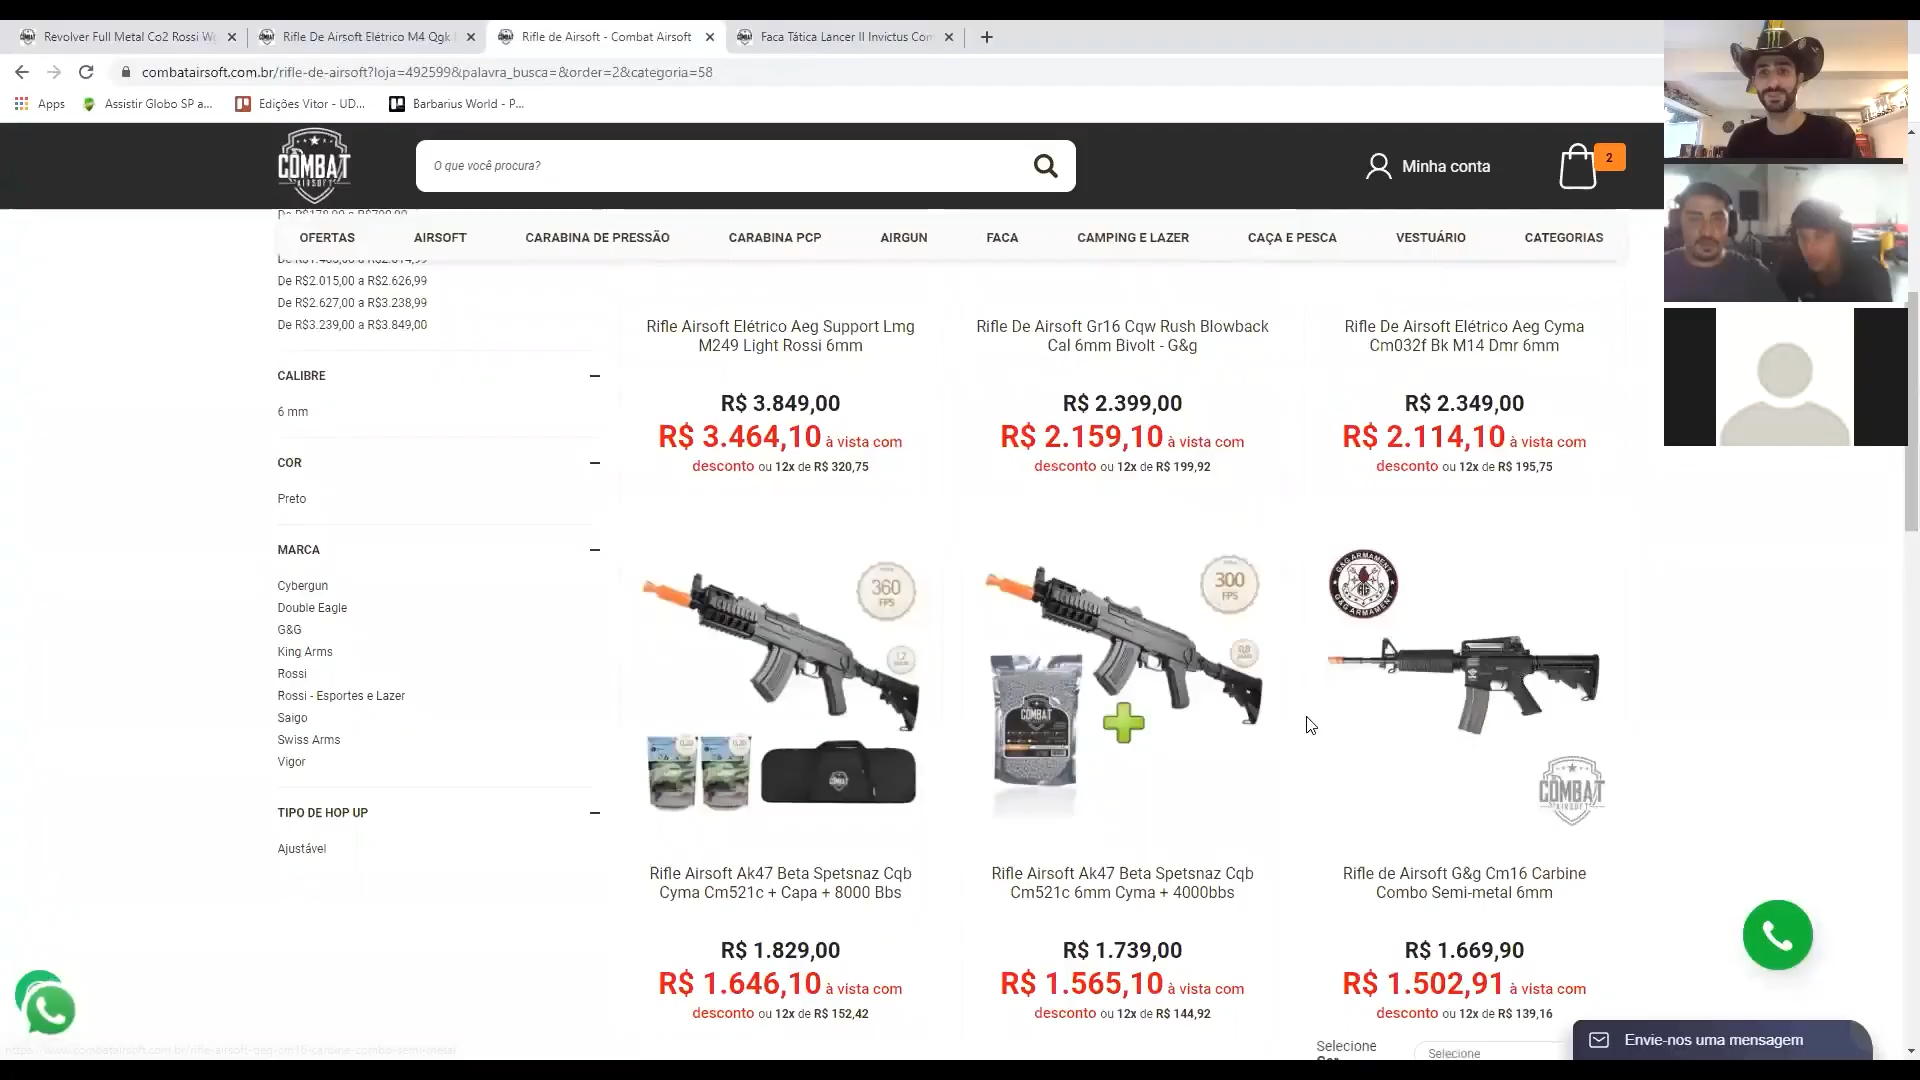 Revolver Full Metal Co2 Rossi Wg
Rifle De Airsoft Elétrico M4 Qgk
Rifle de Airsoft - Combat Airsoft
Faca Tática Lancer II Invictus Com
combatairsoft.com.br/rifle-de-airsoft?loja=492599&palavra_busca=&order=2&categoria=58
Apps
Assistir Globo SP a...
Edições Vitor - UD...
Barbarius World - P...
COMBAT
AIRSOFT
O que você procura?
Minha conta
2
OFERTAS
AIRSOFT
CARABINA DE PRESSÃO
CARABINA PCP
AIRGUN
FACA
CAMPING E LAZER
CAÇA E PESCA
VESTUÁRIO
CATEGORIAS
De R$2.015,00 a R$2.626,99
De R$2.627,00 a R$3.238,99
De R$3.239,00 a R$3.849,00
CALIBRE
6 mm
COR
Preto
MARCA
Cybergun
Double Eagle
G&G
King Arms
Rossi
Rossi - Esportes e Lazer
Saigo
Swiss Arms
Vigor
TIPO DE HOP UP
Ajustável
Rifle Airsoft Elétrico Aeg Support Lmg
M249 Light Rossi 6mm
R$ 3.849,00
R$ 3.464,10 à vista com
desconto ou 12x de R$ 320,75
Rifle De Airsoft Gr16 Cqw Rush Blowback
Cal 6mm Bivolt - G&g
R$ 2.399,00
R$ 2.159,10 à vista com
desconto ou 12x de R$ 199,92
Rifle De Airsoft Elétrico Aeg Cyma
Cm032f Bk M14 Dmr 6mm
R$ 2.349,00
R$ 2.114,10 à vista com
desconto ou 12x de R$ 195,75
360
FPS
300
FPS
COMBAT
G&G ARMAMENT
COMBAT
AIRSOFT
Rifle Airsoft Ak47 Beta Spetsnaz Cqb
Cyma Cm521c + Capa + 8000 Bbs
R$ 1.829,00
R$ 1.646,10 à vista com
desconto ou 12x de R$ 152,42
Rifle Airsoft Ak47 Beta Spetsnaz Cqb
Cm521c 6mm Cyma + 4000bbs
R$ 1.739,00
R$ 1.565,10 à vista com
desconto ou 12x de R$ 144,92
Rifle de Airsoft G&g Cm16 Carbine
Combo Semi-metal 6mm
R$ 1.669,90
R$ 1.502,91 à vista com
desconto ou 12x de R$ 139,16
Selecione
Selecione
Envie-nos uma mensagem